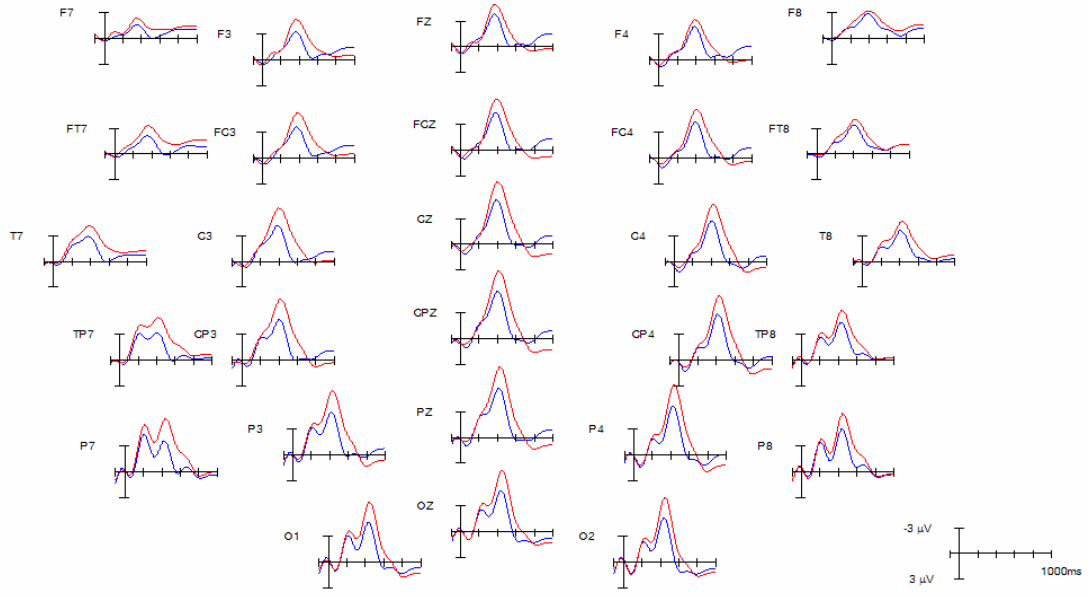 F7 F3 FZ F4 F8
FT7 FC3 FCZ FC4 FT8
T7 C3 CZ C4 T8
TP7 CP3 CPZ CP4 TP8
P7 P3 PZ P4 P8
O1 OZ O2
-3 µV
3 µV 1000ms